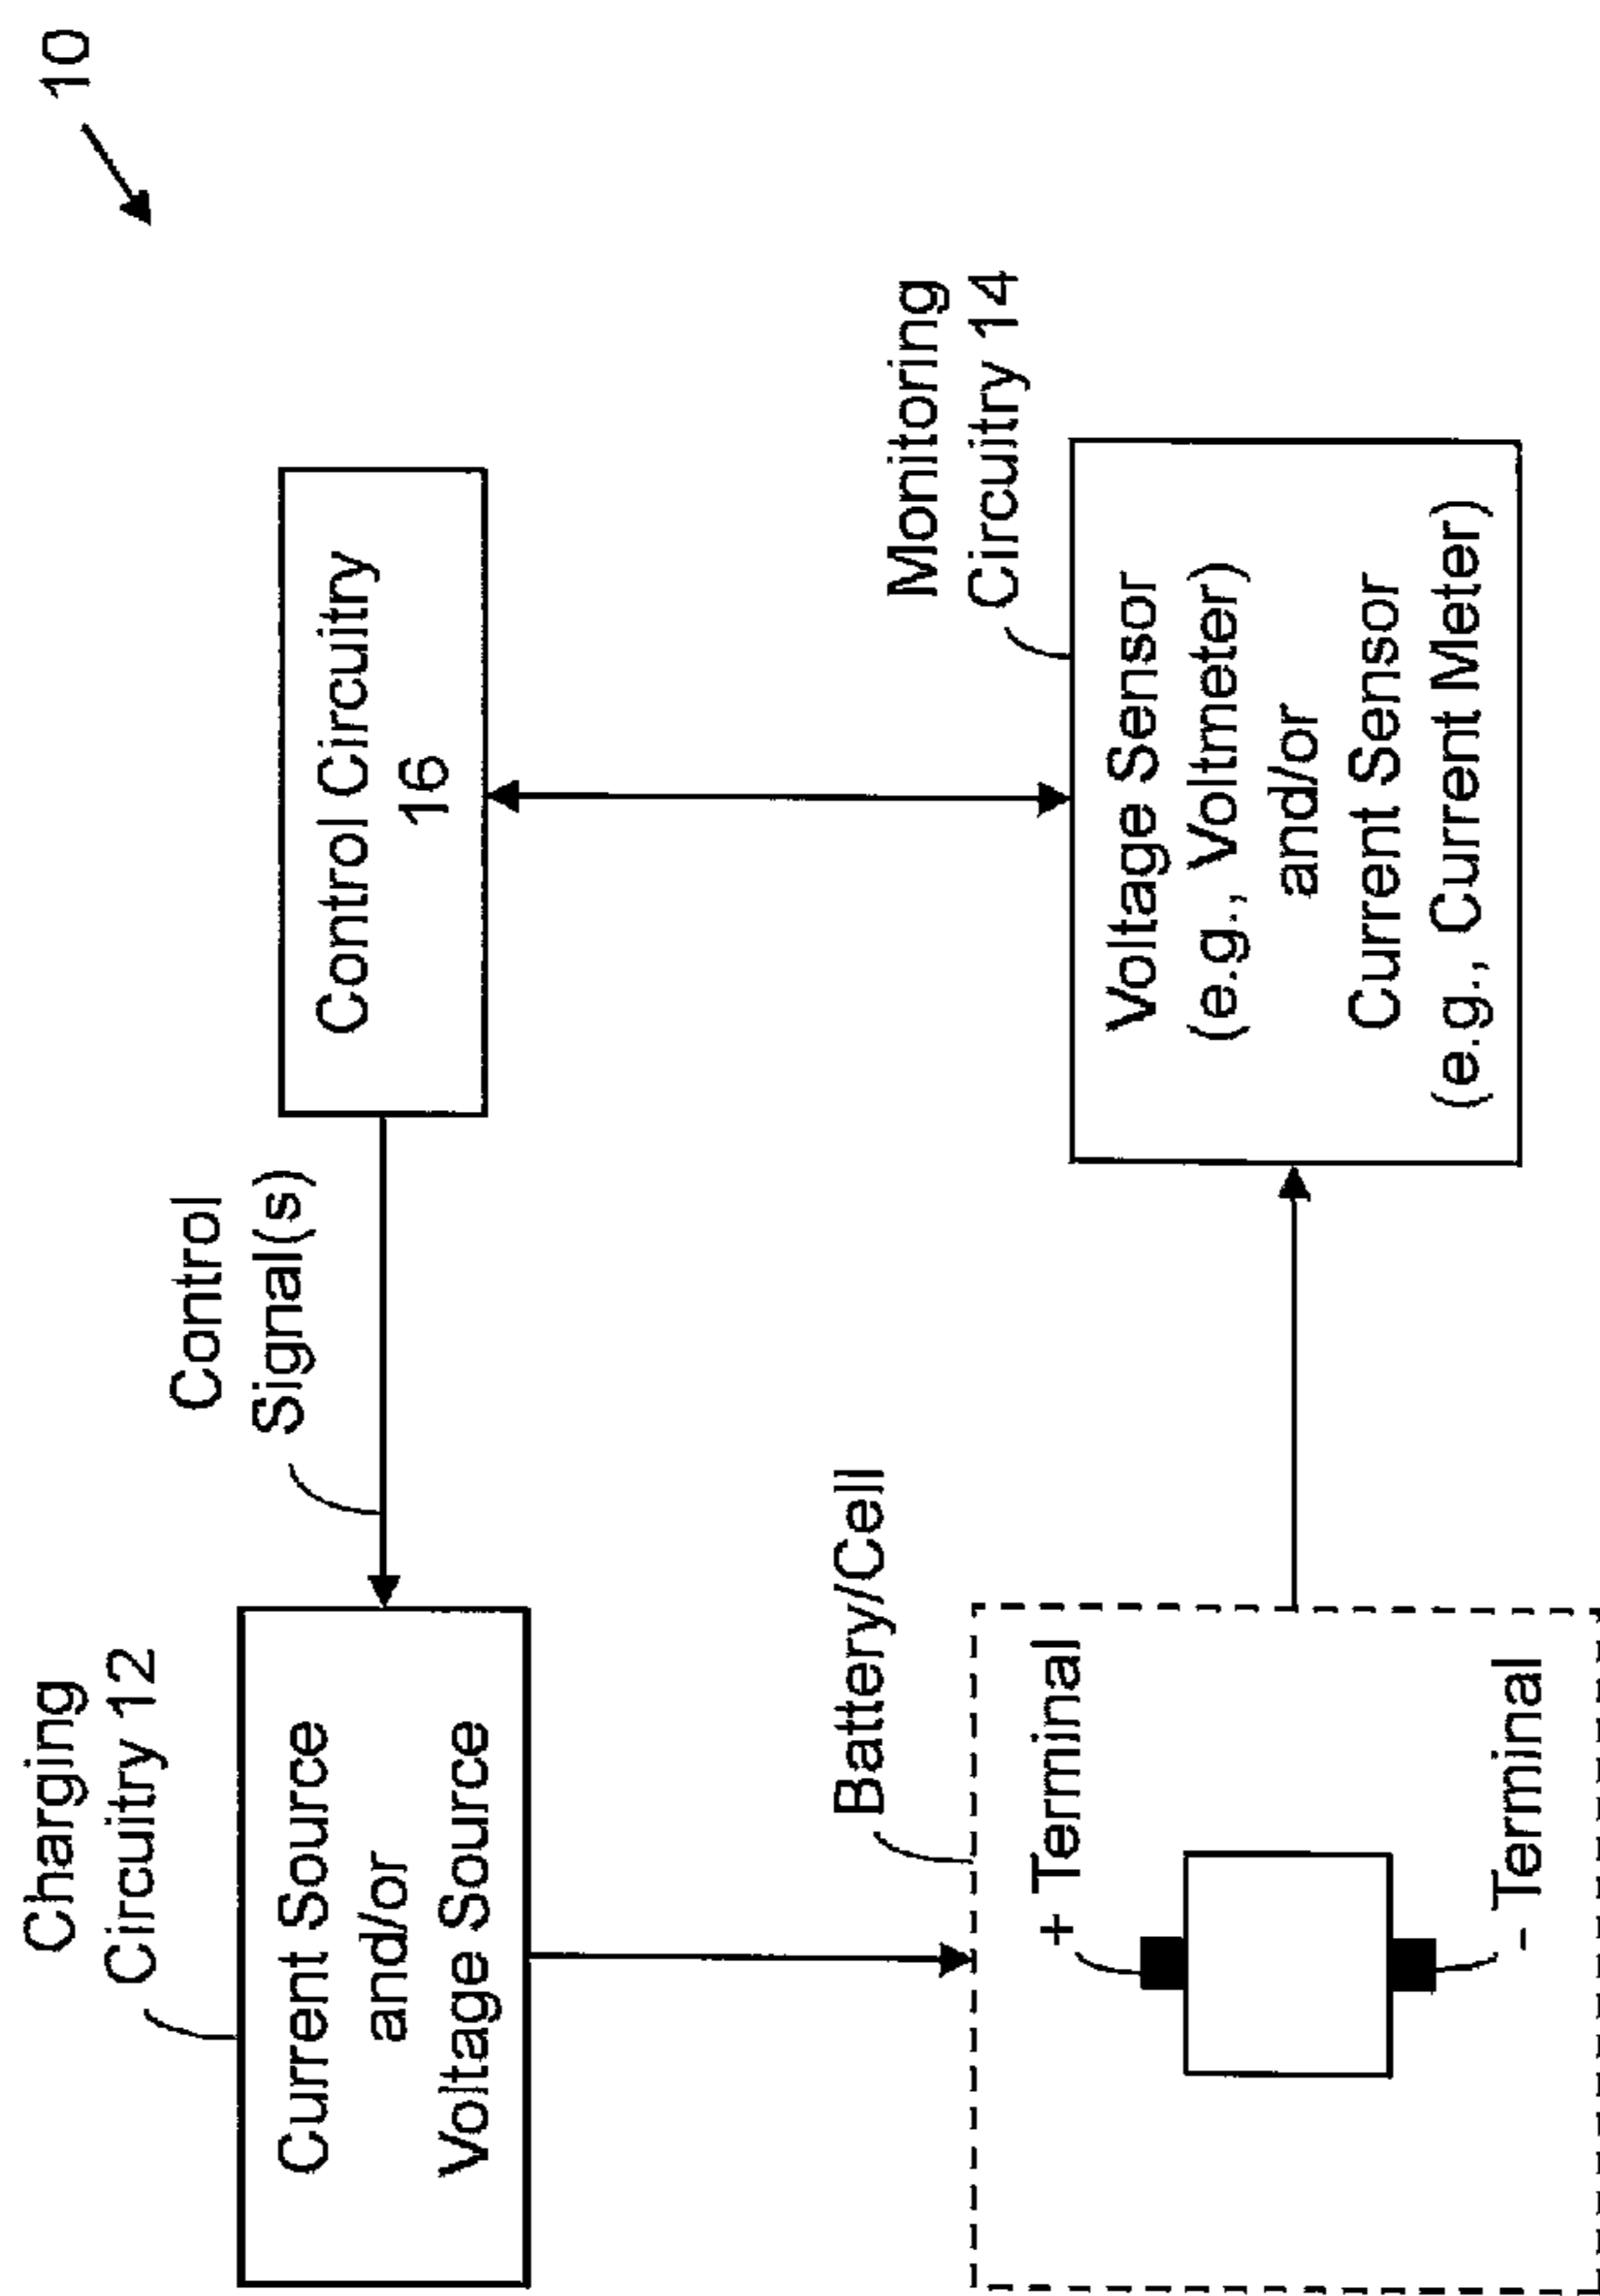 10
Charging
Circuitry 12
Current Source
and/or
Voltage Source
Control
Signal(s)
Control Circuitry
16
Battery/Cell
+ Terminal
- Terminal
Monitoring
Circuitry 14
Voltage Sensor
(e.g., Voltmeter)
and/or
Current Sensor
(e.g., Current Meter)